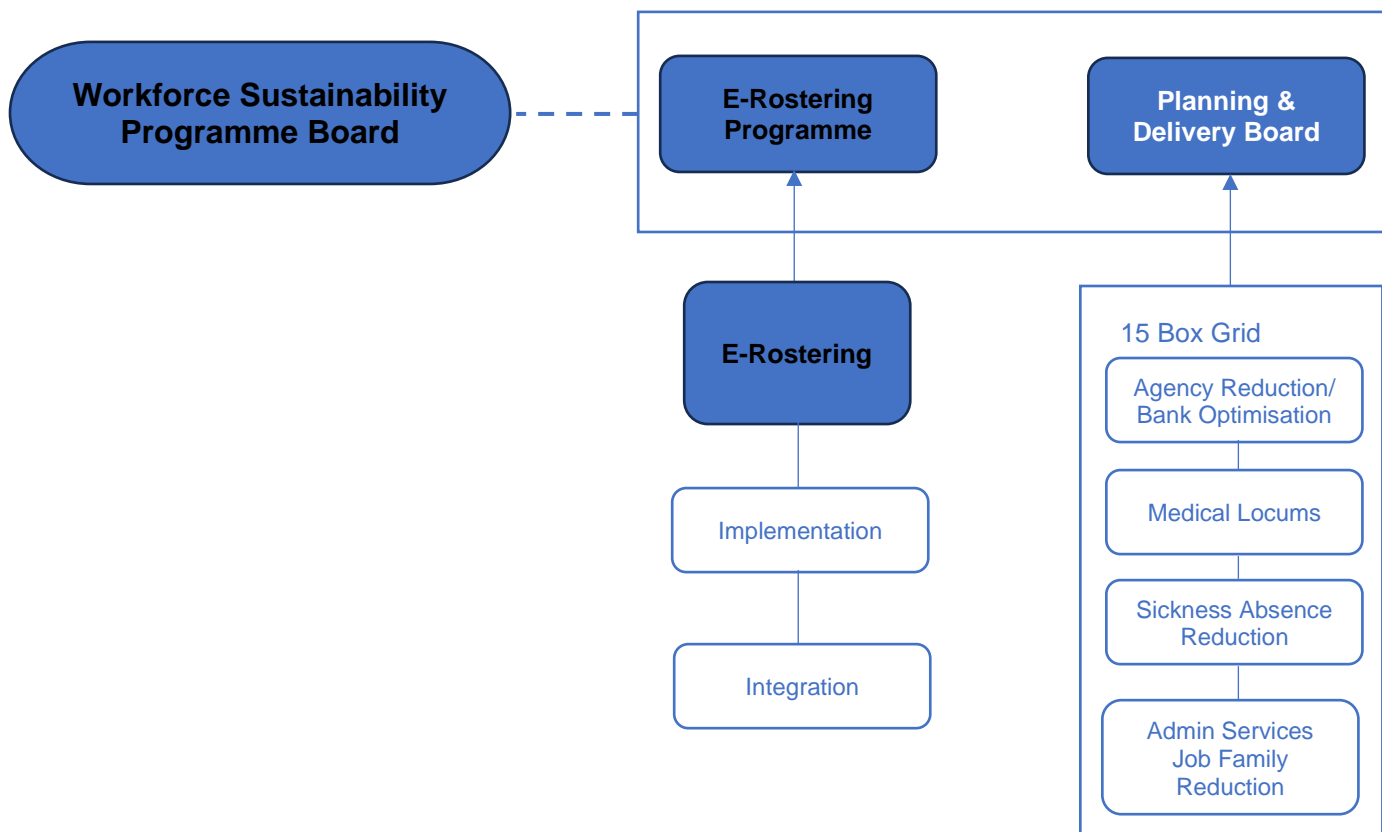 Workforce Sustainability
Programme Board
E-Rostering
Programme
Planning &
Delivery Board
E-Rostering
Implementation
Integration
15 Box Grid
Agency Reduction/
Bank Optimisation
Medical Locums
Sickness Absence
Reduction
Admin Services
Job Family
Reduction